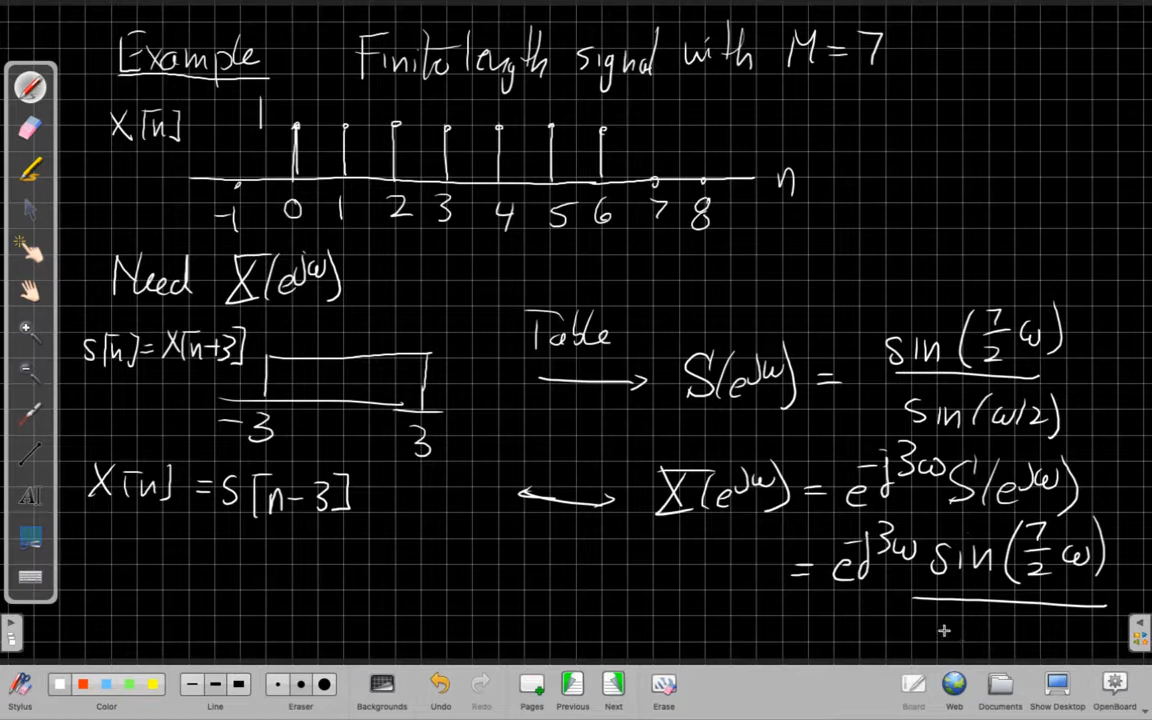 Example Finite length signal with M = 7
x[n] 1
n
-1 0 1 2 3 4 5 6 7 8
Need X(e^jω)
s[n] = x[n+3] -3 3 Table → S(e^jω) = sin(7/2 ω) / sin(ω/2)
x[n] = s[n-3] ↔ X(e^jω) = e^-j3ω S(e^jω)
= e^-j3ω sin(7/2 ω)
Stylus Color Line Eraser Backgrounds Undo Redo Pages Previous Next Erase Board Web Documents Show Desktop OpenBoard